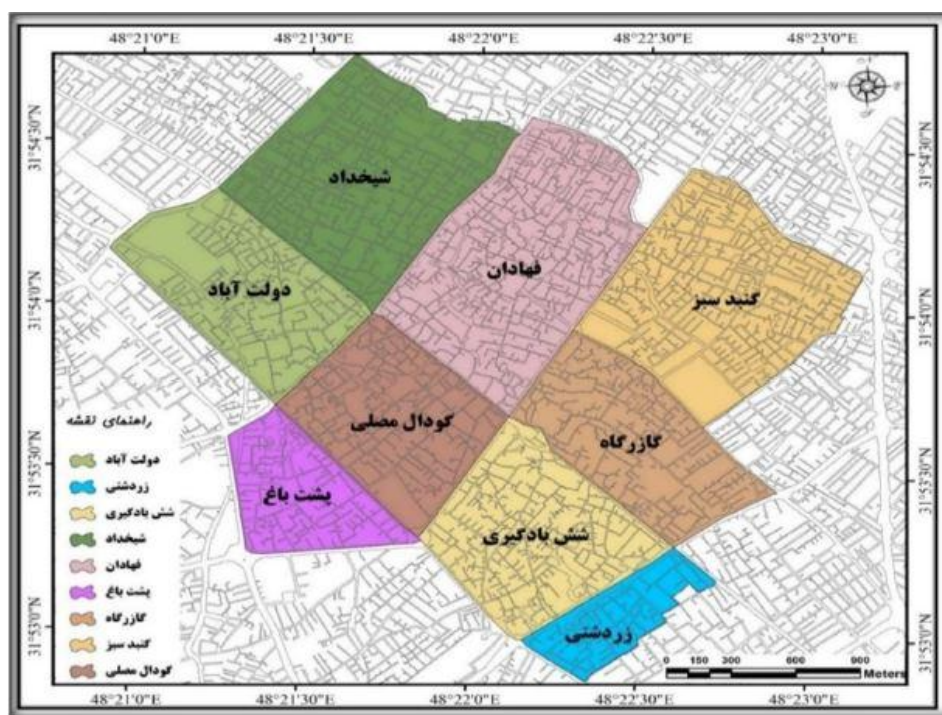 48°21'0"E 48°21'30"E 48°22'0"E 48°22'30"E 48°23'0"E
31°54'30"N 31°54'30"N
شیخداد
فهادان
گنبد سبز
دولت آباد
31°54'0"N 31°54'0"N
کودال مصلی
گازرگاه
31°53'30"N 31°53'30"N
پشت باغ
شش بادگیری
زردشتی
31°53'0"N 31°53'0"N
راهنمای نقشه
دولت آباد
زردشتی
شش بادگیری
شیخداد
فهادان
پشت باغ
گازرگاه
گنبد سبز
کودال مصلی
0 150 300 600 900
Meters
48°21'0"E 48°21'30"E 48°22'0"E 48°22'30"E 48°23'0"E